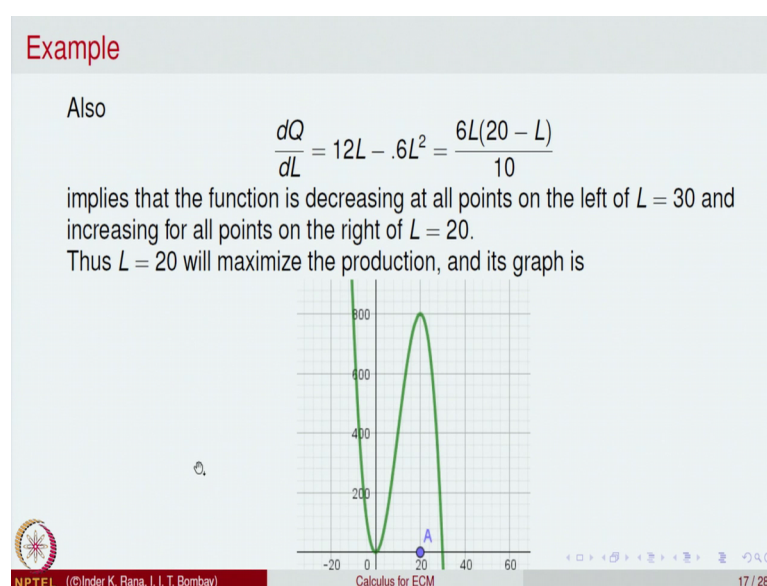 Example
Also
dQ/dL = 12L − .6L² = 6L(20 − L)/10
implies that the function is decreasing at all points on the left of L = 30 and
increasing for all points on the right of L = 20.
Thus L = 20 will maximize the production, and its graph is
800
600
400
200
A
−20 0 20 40 60
NPTEL (©Inder K. Rana, I. I. T. Bombay) Calculus for ECM 17/25